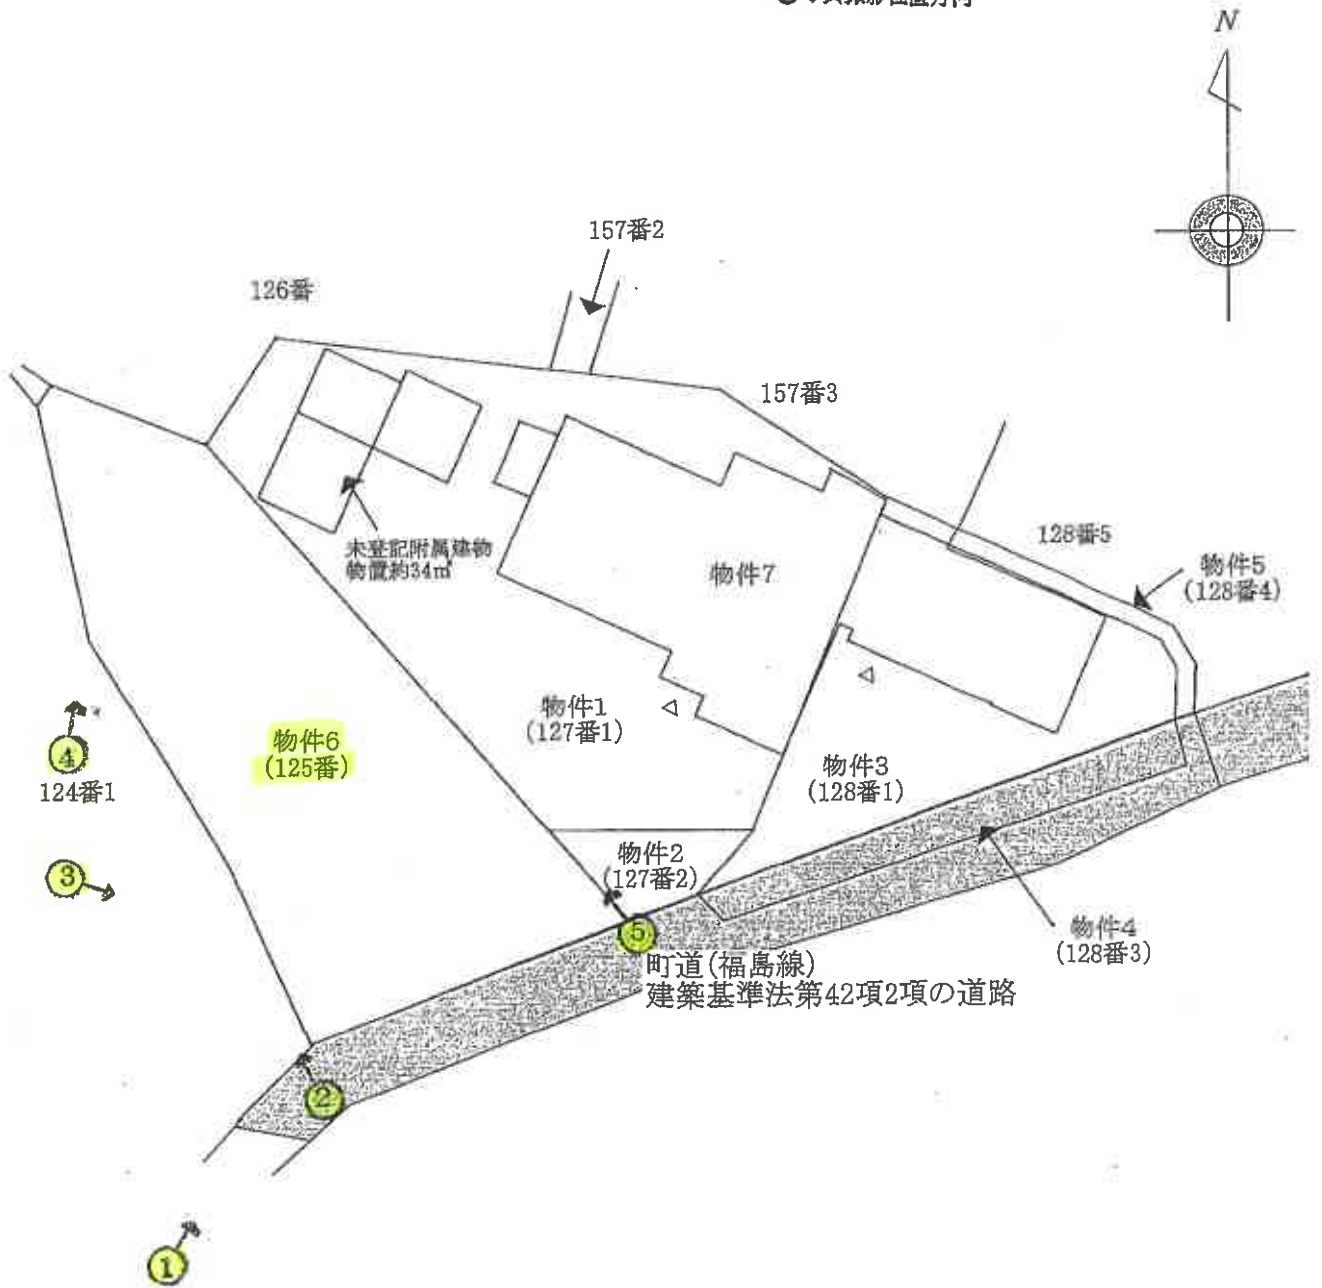 N
157番2
126番
157番3
128番5
未登記附属建物
物置約34㎡
物件7
物件5
(128番4)
物件1
(127番1)
物件6
(125番)
4
124番1
物件3
(128番1)
3
物件2
(127番2)
物件4
(128番3)
5
町道(福島線)
建築基準法第42項2項の道路
2
1